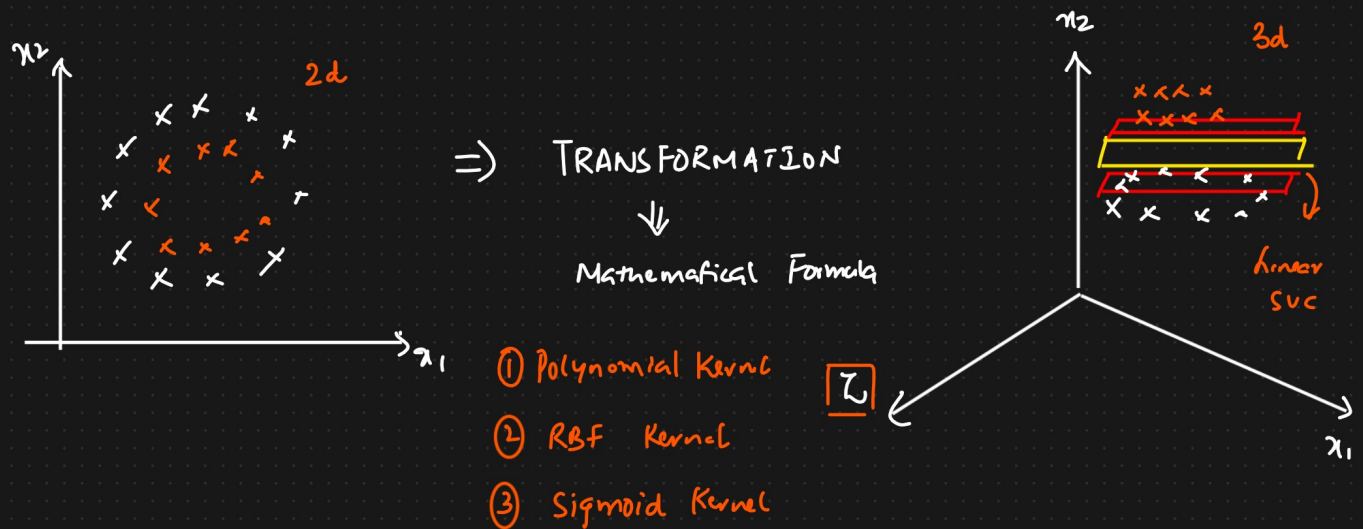 x2
2d
x1
=> TRANSFORMATION
Mathematical Formula
① Polynomial Kernel
② RBF Kernel
③ Sigmoid Kernel
x2
3d
Linear
SVC
Z
x1